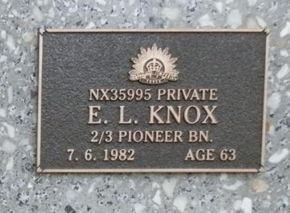 NX35995 PRIVATE
E. L. KNOX
2/3 PIONEER BN.
7. 6. 1982 AGE 63